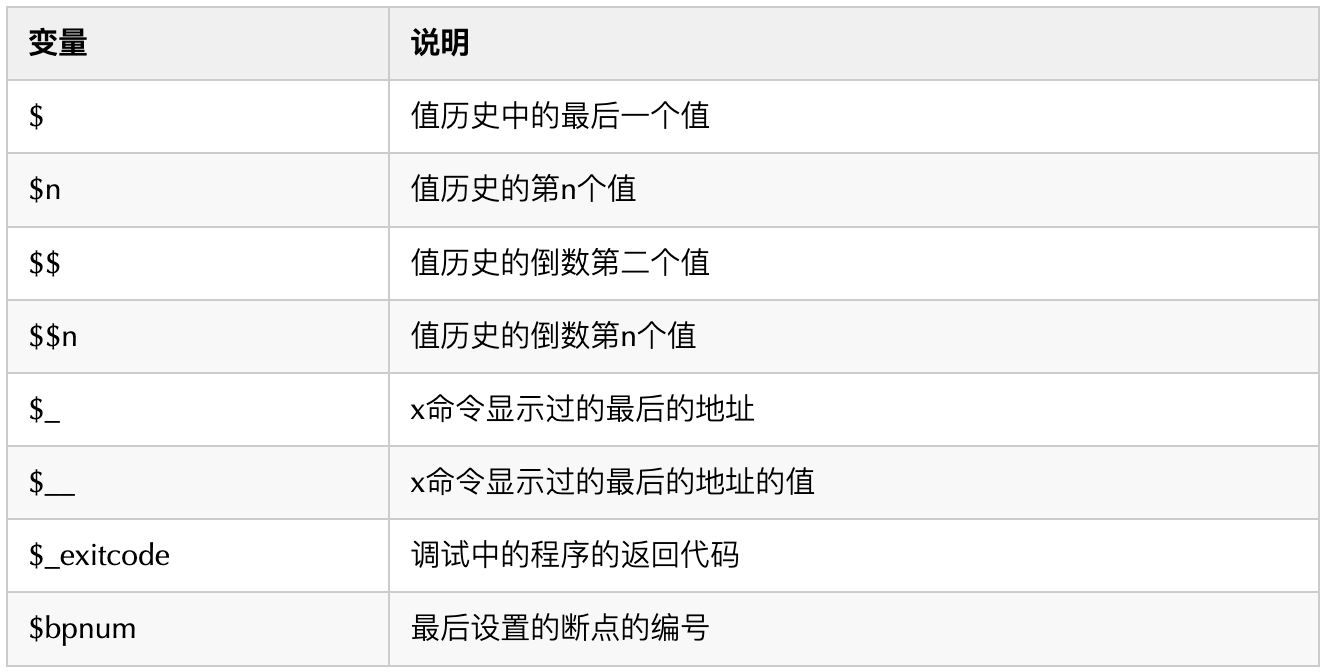 变量 说明
$ 值历史中的最后一个值
$n 值历史的第n个值
$$ 值历史的倒数第二个值
$$n 值历史的倒数第n个值
$_ x命令显示过的最后的地址
$__ x命令显示过的最后的地址的值
$_exitcode 调试中的程序的返回代码
$bpnum 最后设置的断点的编号